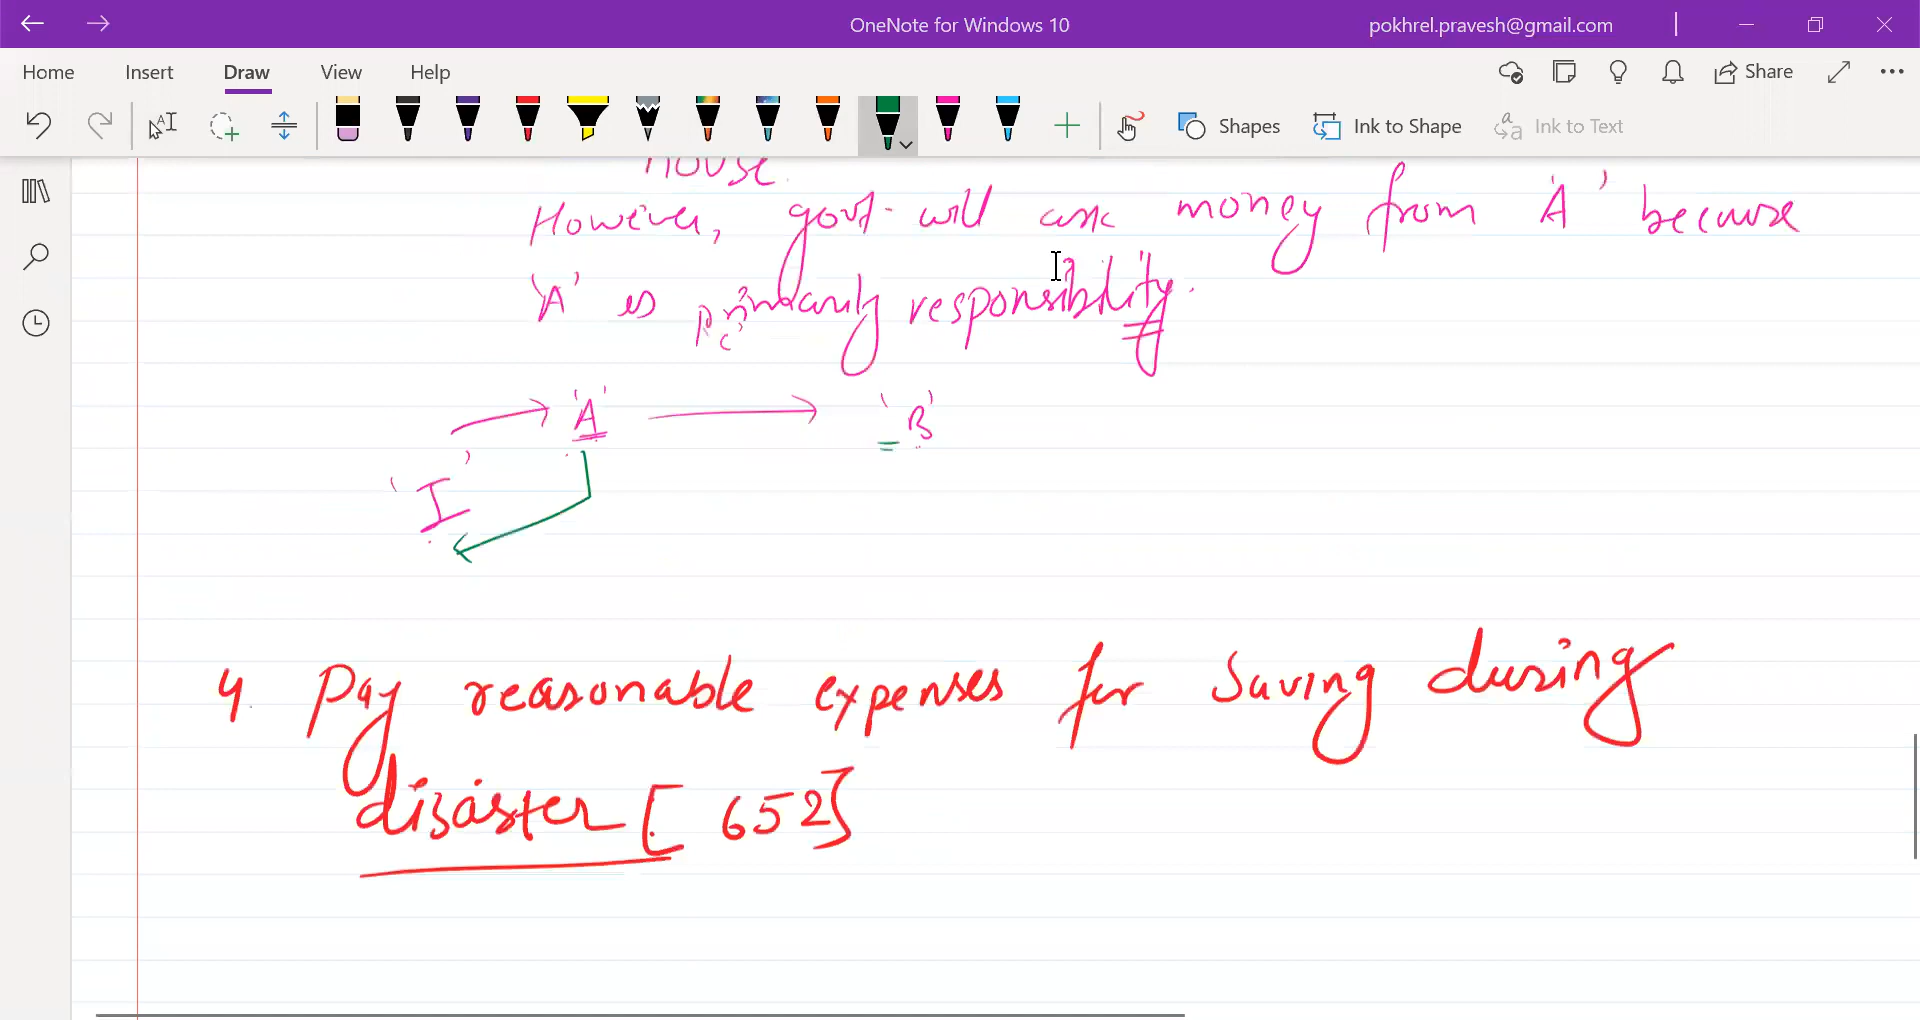 OneNote for Windows 10
pokhrel.pravesh@gmail.com
Home Insert Draw View Help
Share
Shapes Ink to Shape Ink to Text
house.
However, govt. will ask money from 'A' because
'A' is primarily responsibility.
'A' 'B'
'I'
4. Pay reasonable expenses for Saving during
disaster [652]